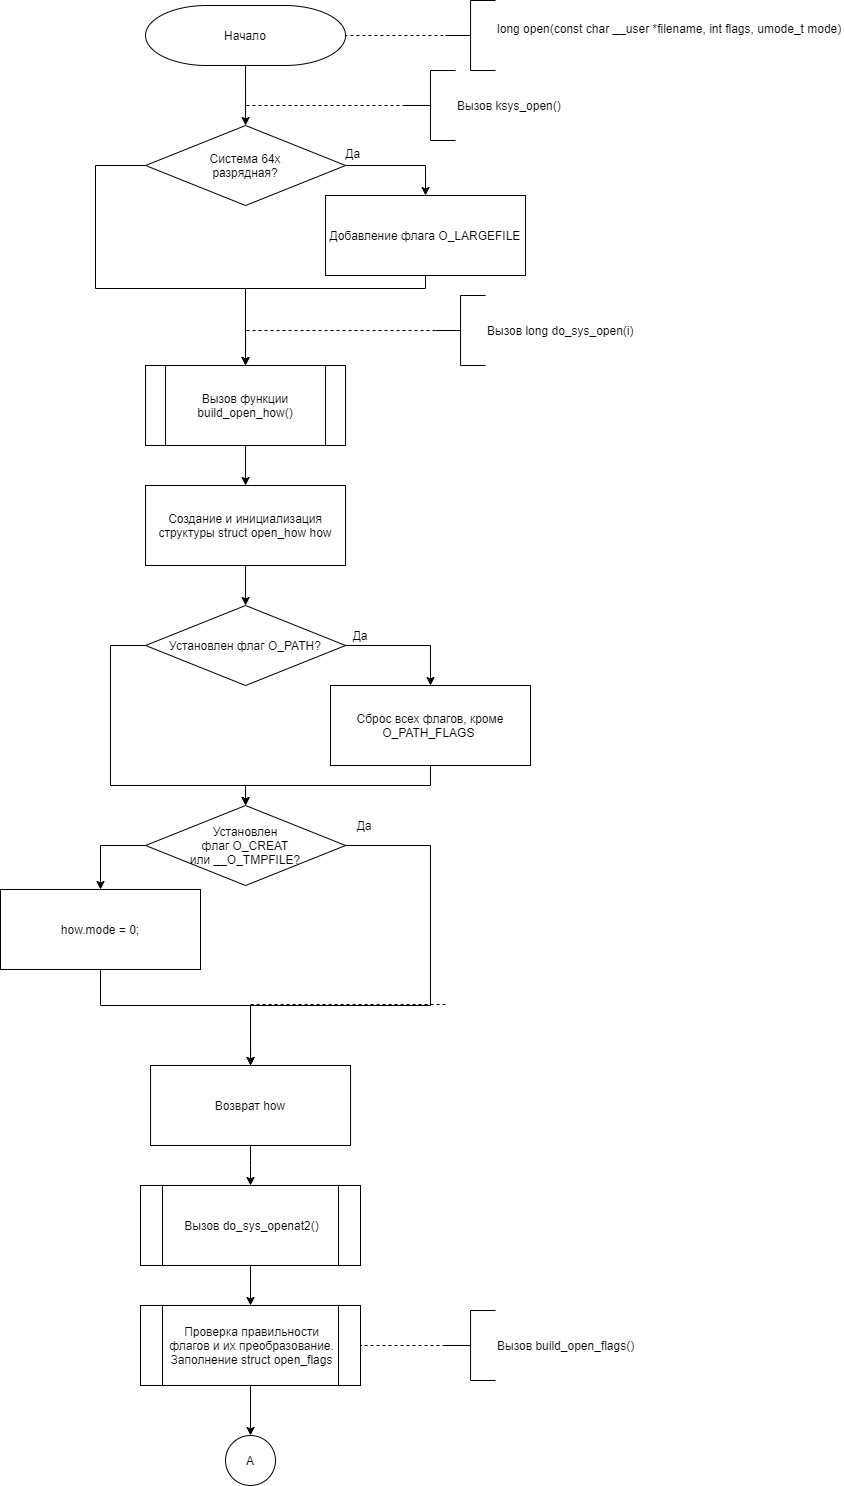 Начало
long open(const char __user *filename, int flags, umode_t mode)
Вызов ksys_open()
Система 64х
разрядная?
Да
Добавление флага O_LARGEFILE
Вызов long do_sys_open(i)
Вызов функции
build_open_how()
Создание и инициализация
структуры struct open_how how
Установлен флаг O_PATH?
Да
Сброс всех флагов, кроме
O_PATH_FLAGS
Установлен
флаг O_CREAT
или __O_TMPFILE?
Да
how.mode = 0;
Возврат how
Вызов do_sys_openat2()
Проверка правильности
флагов и их преобразование.
Заполнение struct open_flags
Вызов build_open_flags()
A